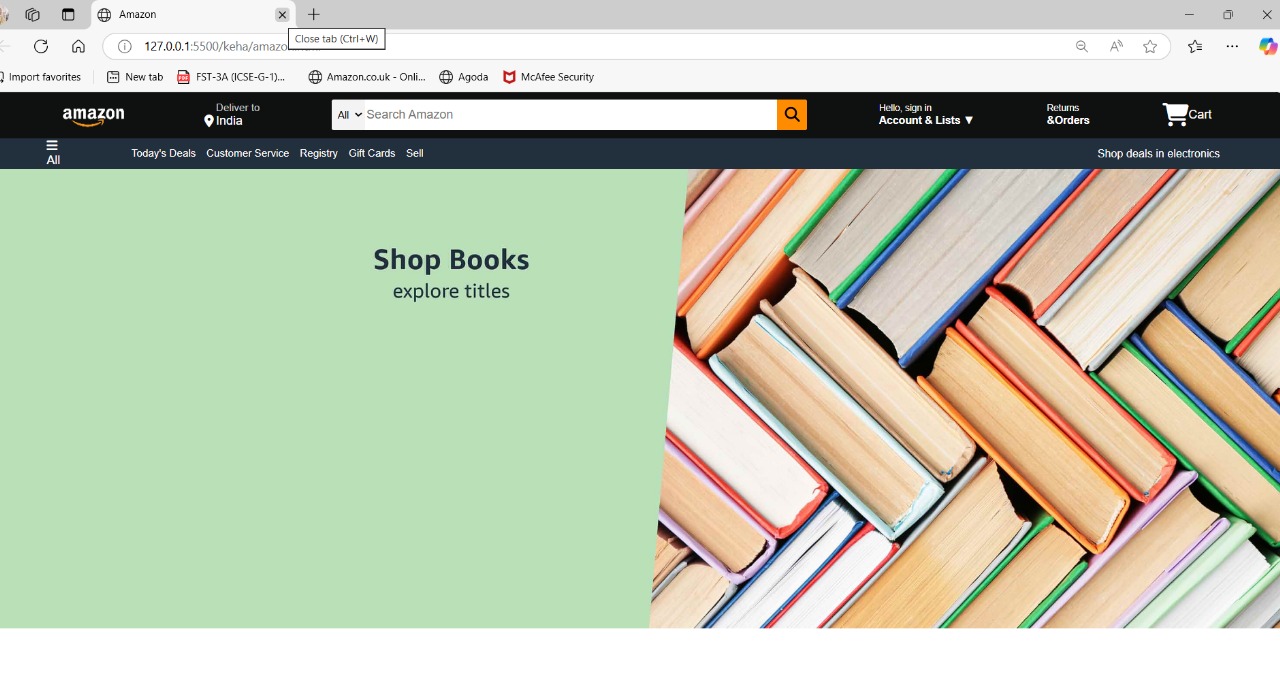 Amazon
Close tab (Ctrl+W)
127.0.0.1:5500/keha/amazo
Import favorites
New tab
FST-3A (ICSE-G-1)...
Amazon.co.uk - Onli...
Agoda
McAfee Security
amazon
Deliver to
India
All
Search Amazon
Hello, sign in
Account & Lists ▼
Returns
&Orders
Cart
All
Today's Deals
Customer Service
Registry
Gift Cards
Sell
Shop deals in electronics
Shop Books
explore titles